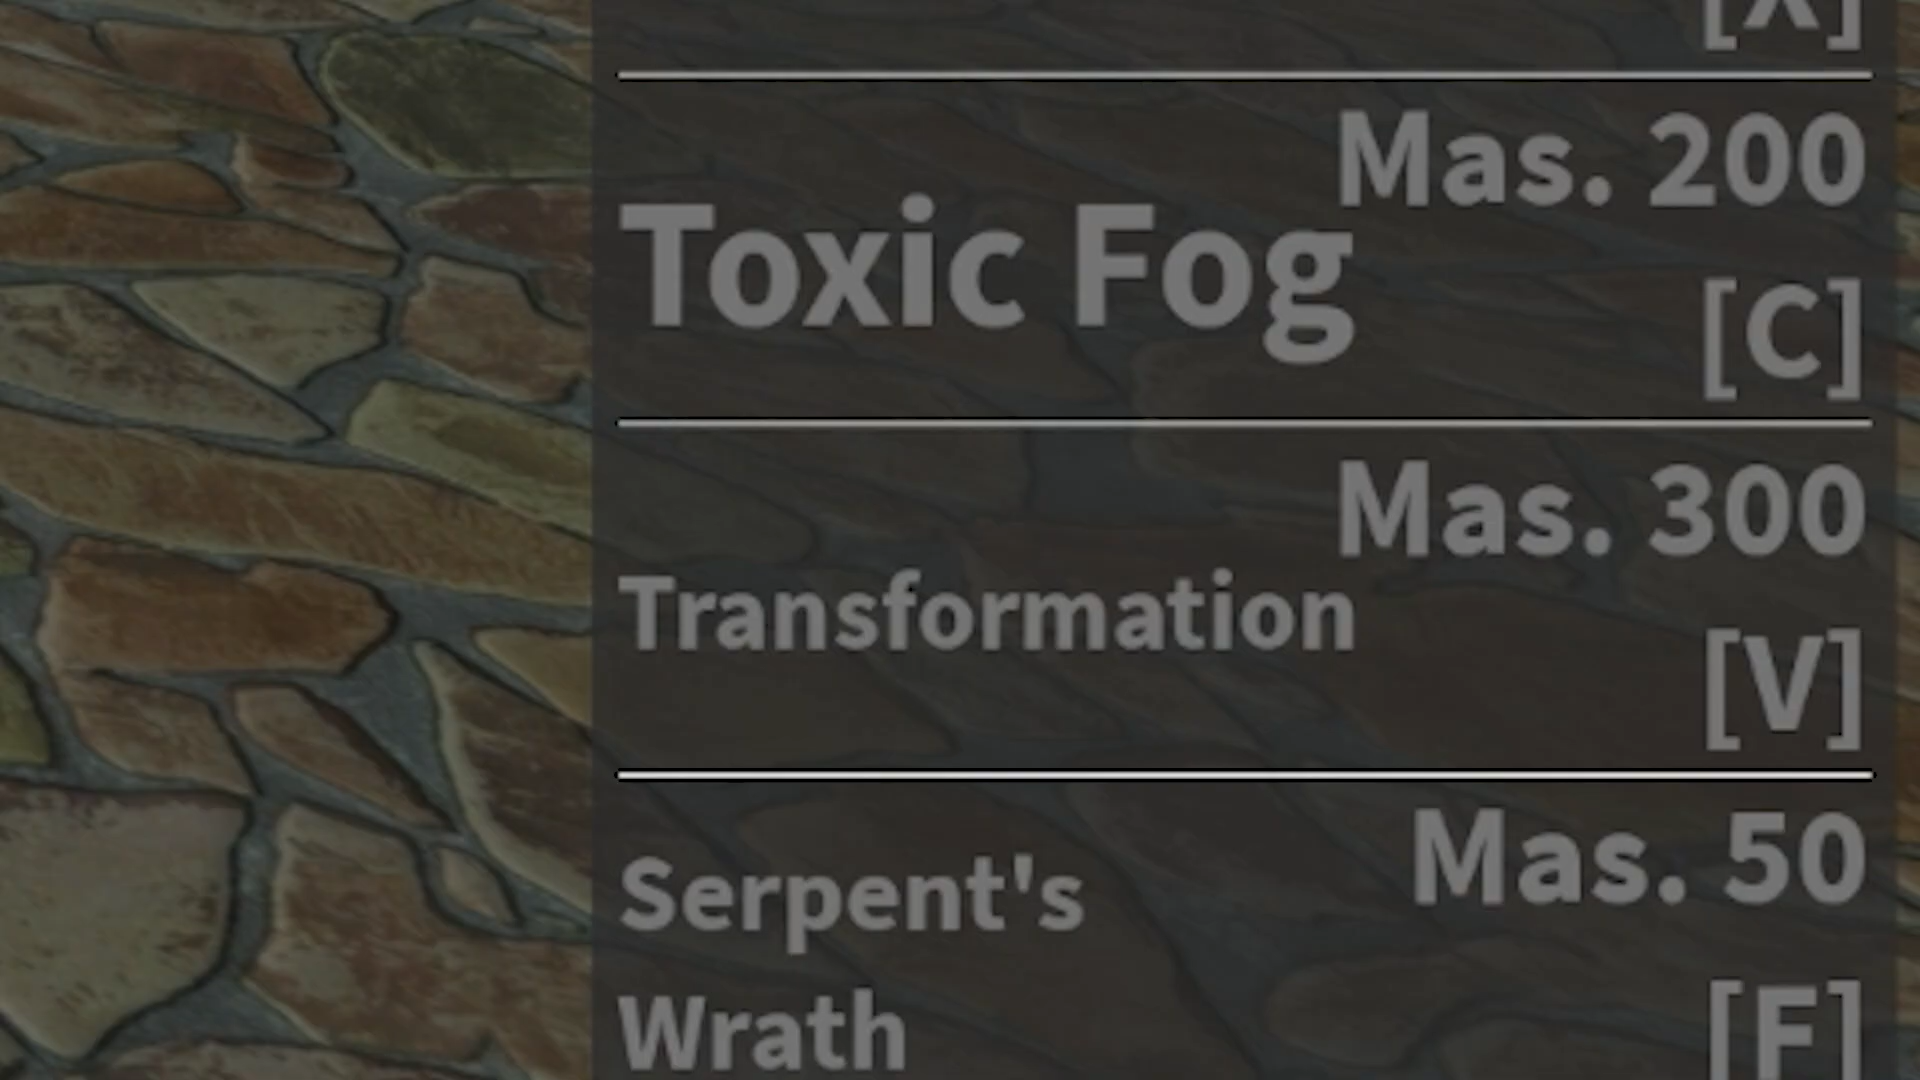 [X]
Mas. 200
Toxic Fog
[C]
Mas. 300
Transformation
[V]
Mas. 50
Serpent's
Wrath
[F]